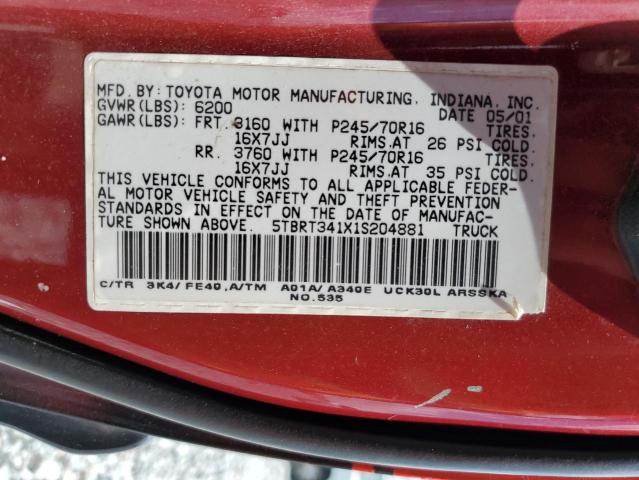 MFD. BY: TOYOTA MOTOR MANUFACTURING, INDIANA, INC.
GVWR(LBS): 6200 DATE 05/01
GAWR(LBS): FRT. 3160 WITH P245/70R16 TIRES,
16X7JJ RIMS.AT 26 PSI COLD.
RR. 3760 WITH P245/70R16 TIRES,
16X7JJ RIMS.AT 35 PSI COLD.
THIS VEHICLE CONFORMS TO ALL APPLICABLE FEDER-
AL MOTOR VEHICLE SAFETY AND THEFT PREVENTION
STANDARDS IN EFFECT ON THE DATE OF MANUFAC-
TURE SHOWN ABOVE. 5TBRT341X1S204881 TRUCK
C/TR 3K4/FE40,A/TM A01A/A340E UCK30L ARSSKA
NO.535